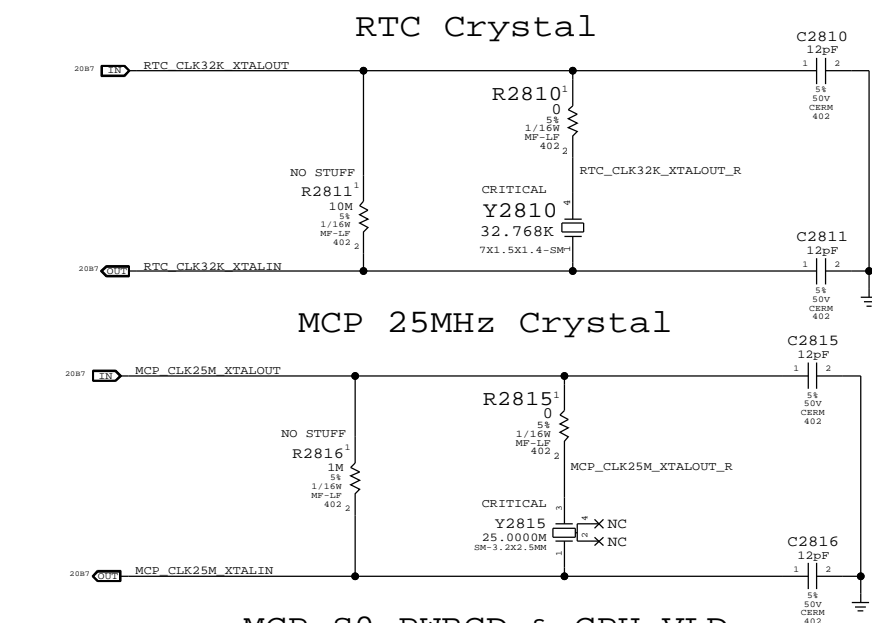 RTC Crystal
C2810
12pF
20B7 IN RTC_CLK32K_XTALOUT
1 2
5%
50V
CERM
402
R2810 1
0
5%
1/16W
MF-LF
402 2
RTC_CLK32K_XTALOUT_R
NO STUFF
R2811 1
10M
5%
1/16W
MF-LF
402 2
CRITICAL
4
Y2810
32.768K
7X1.5X1.4-SM 1
C2811
12pF
20B7 OUT RTC_CLK32K_XTALIN
1 2
5%
50V
CERM
402
MCP 25MHz Crystal
C2815
12pF
20B7 IN MCP_CLK25M_XTALOUT
1 2
5%
50V
CERM
402
R2815 1
0
5%
1/16W
MF-LF
402 2
MCP_CLK25M_XTALOUT_R
NO STUFF
R2816 1
1M
5%
1/16W
MF-LF
402 2
CRITICAL 3
Y2815 4 NC
25.0000M 2 NC
SM-3.2X2.5MM 1
C2816
12pF
20B7 OUT MCP_CLK25M_XTALIN
1 2
5%
50V
CERM
402